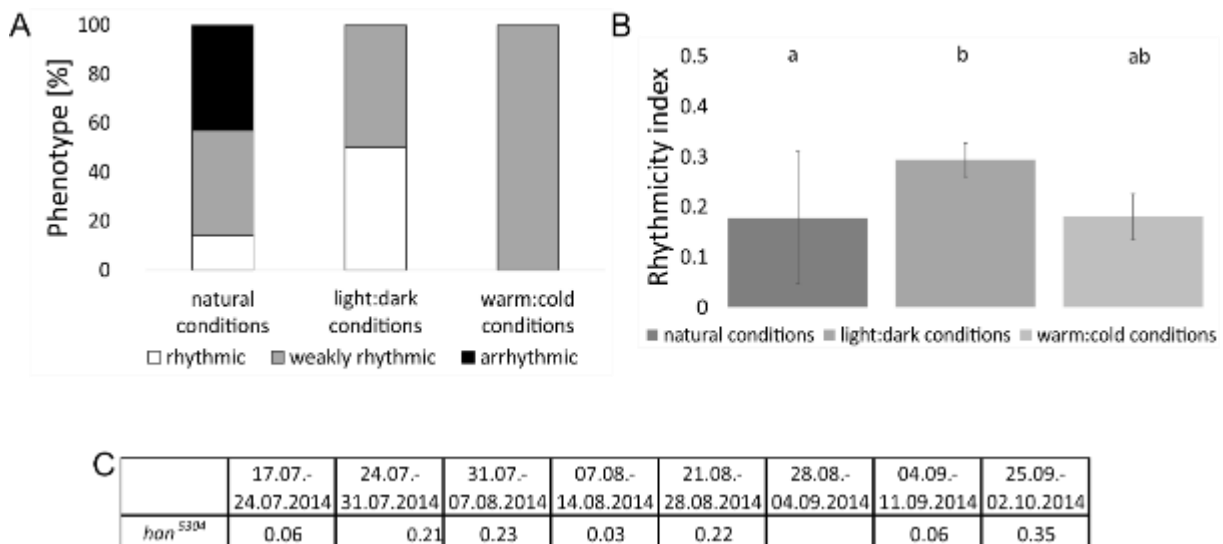 A
Phenotype [%]
100
80
60
40
20
0
natural conditions
light:dark conditions
warm:cold conditions
rhythmic weakly rhythmic arrhythmic
B
Rhythmicity index
0.5
0.4
0.3
0.2
0.1
0
a b ab
natural conditions light:dark conditions warm:cold conditions
C
17.07.- 24.07.- 31.07.- 07.08.- 21.08.- 28.08.- 04.09.- 25.09.-
24.07.2014 31.07.2014 07.08.2014 14.08.2014 28.08.2014 04.09.2014 11.09.2014 02.10.2014
han5304 0.06 0.21 0.23 0.03 0.22 0.06 0.35